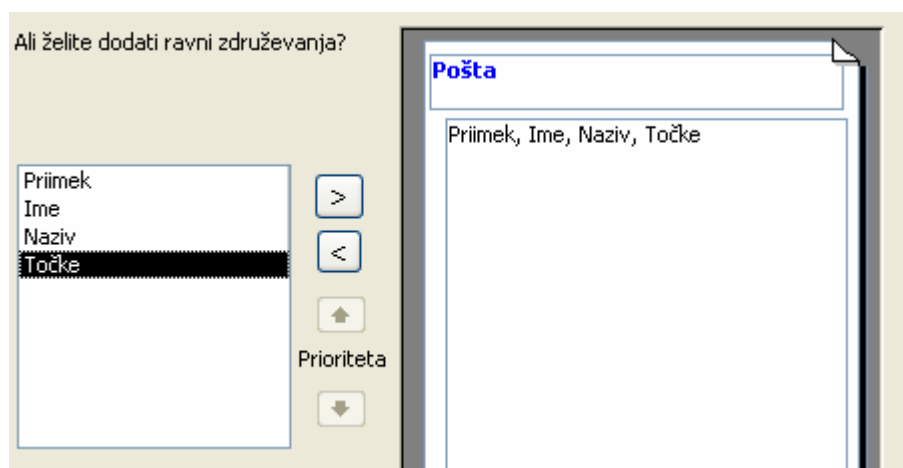 Ali želite dodati ravni združevanja?
Priimek
Ime
Naziv
Točke
>
<
Prioriteta
Pošta
Priimek, Ime, Naziv, Točke